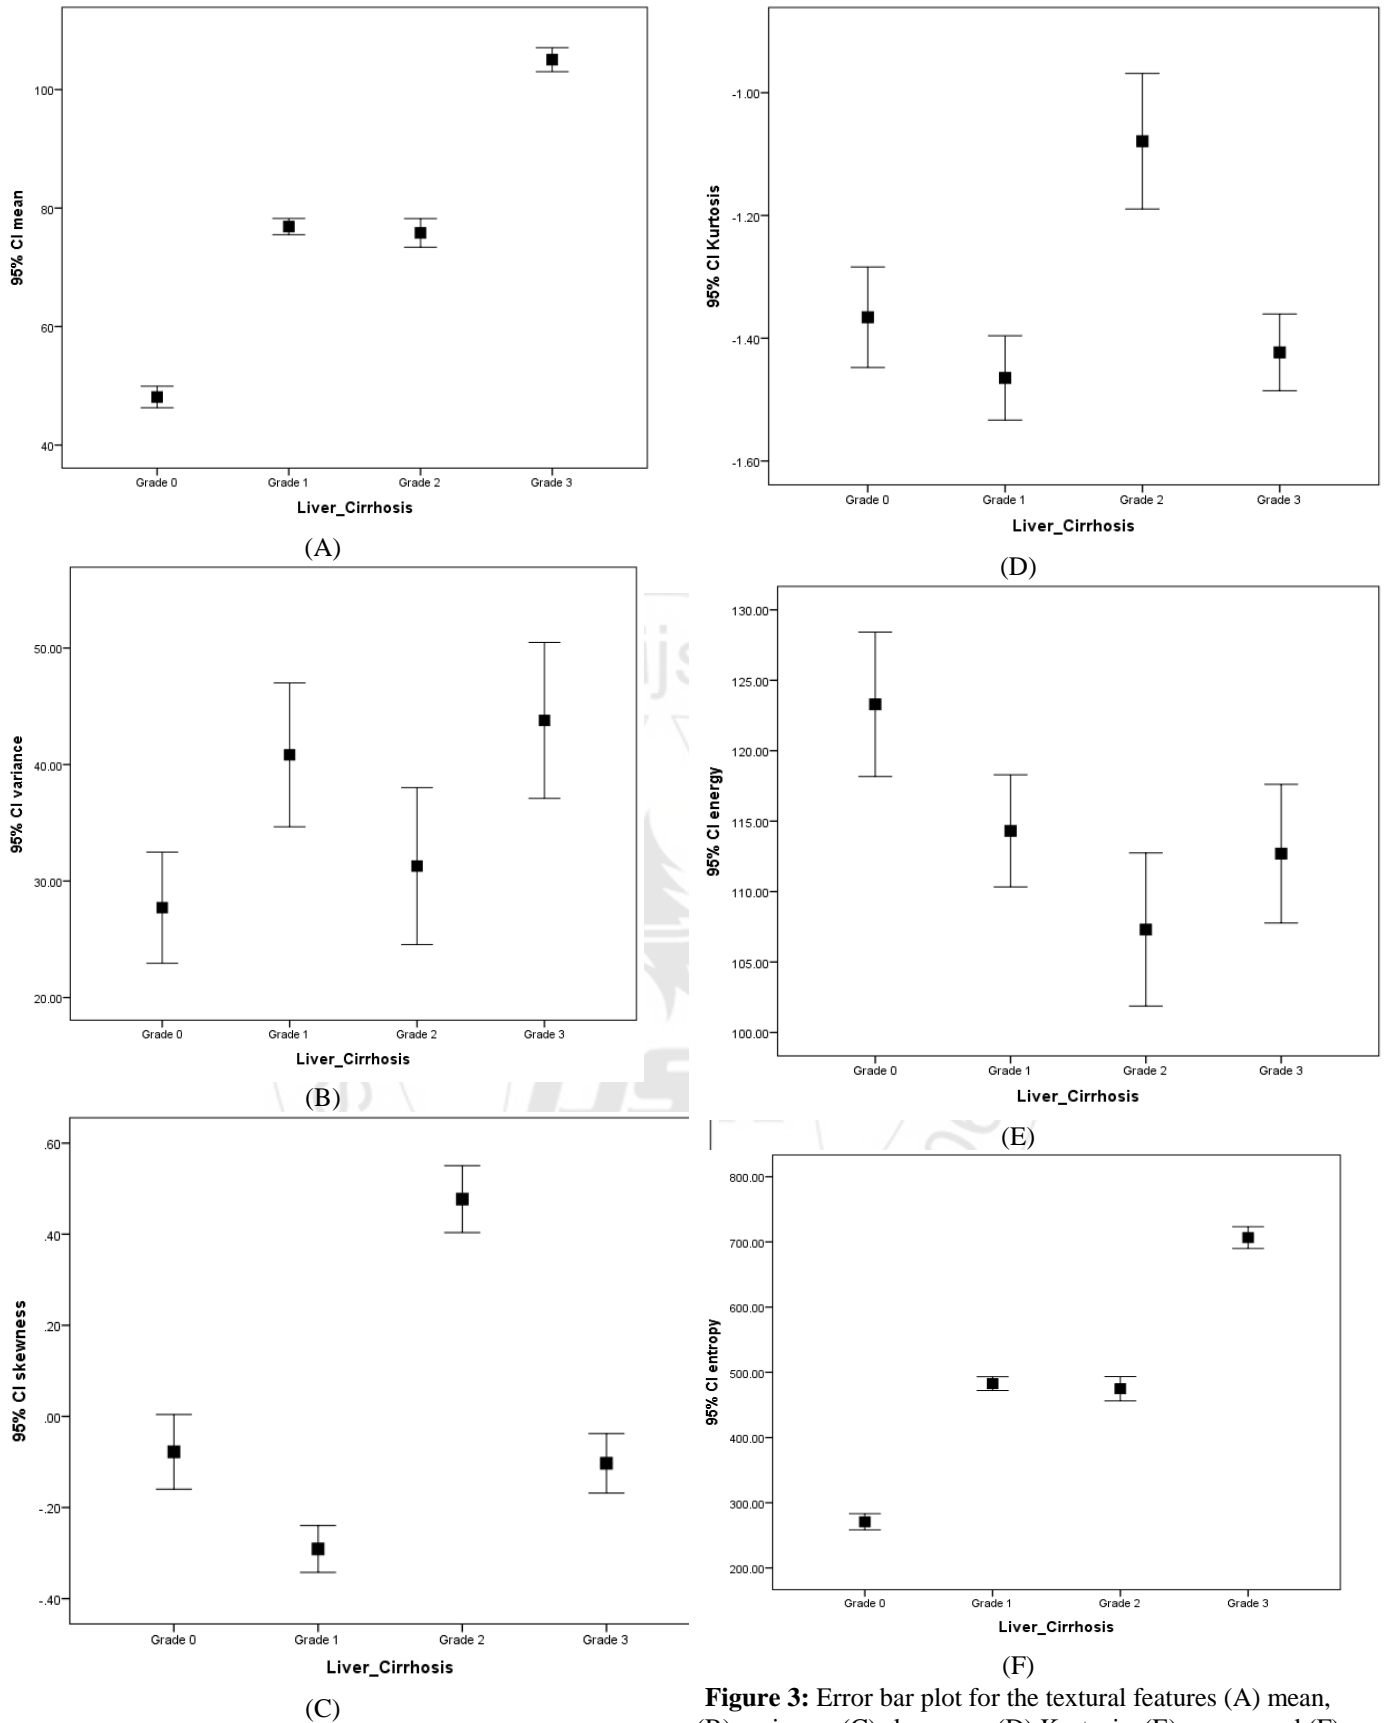 100
80
60
40
95% CI mean
Grade 0 Grade 1 Grade 2 Grade 3
Liver_Cirrhosis
(A)
50.00
40.00
30.00
20.00
95% CI variance
Grade 0 Grade 1 Grade 2 Grade 3
Liver_Cirrhosis
(B)
.60
.40
.20
.00
-.20
-.40
95% CI skewness
Grade 0 Grade 1 Grade 2 Grade 3
Liver_Cirrhosis
(C)
-1.00
-1.20
-1.40
-1.60
95% CI Kurtosis
Grade 0 Grade 1 Grade 2 Grade 3
Liver_Cirrhosis
(D)
130.00
125.00
120.00
115.00
110.00
105.00
100.00
95% CI energy
Grade 0 Grade 1 Grade 2 Grade 3
Liver_Cirrhosis
(E)
800.00
700.00
600.00
500.00
400.00
300.00
200.00
95% CI entropy
Grade 0 Grade 1 Grade 2 Grade 3
Liver_Cirrhosis
(F)
Figure 3: Error bar plot for the textural features (A) mean,
(D) Kurtosis (E) (F)